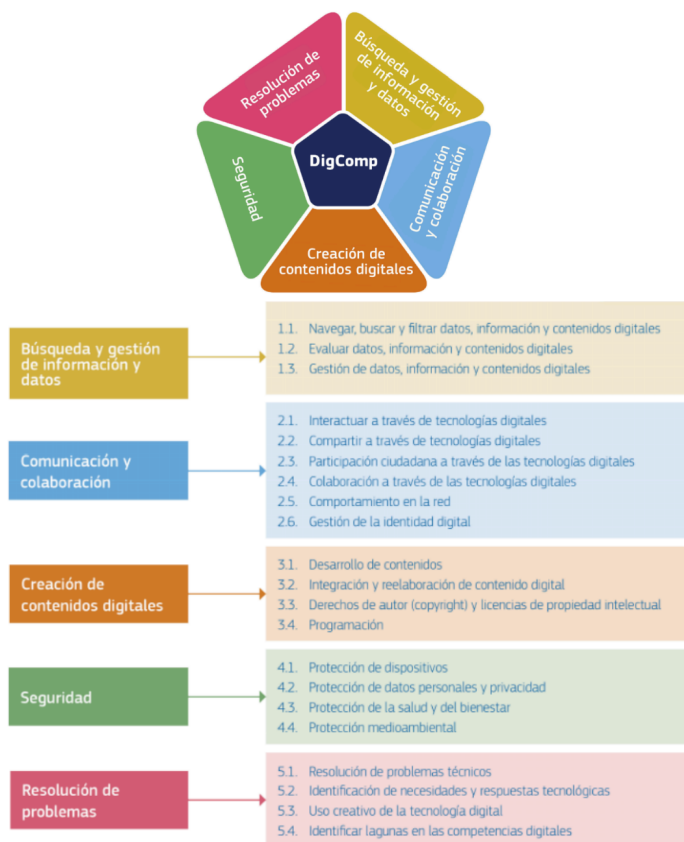 Resolución de
problemas
Búsqueda y gestión
de información
y datos
Seguridad
DigComp
Comunicación
y colaboración
Creación de
contenidos digitales
Búsqueda y gestión
de información y
datos
1.1. Navegar, buscar y filtrar datos, información y contenidos digitales
1.2. Evaluar datos, información y contenidos digitales
1.3. Gestión de datos, información y contenidos digitales
Comunicación y
colaboración
2.1. Interactuar a través de tecnologías digitales
2.2. Compartir a través de tecnologías digitales
2.3. Participación ciudadana a través de las tecnologías digitales
2.4. Colaboración a través de las tecnologías digitales
2.5. Comportamiento en la red
2.6. Gestión de la identidad digital
Creación de
contenidos digitales
3.1. Desarrollo de contenidos
3.2. Integración y reelaboración de contenido digital
3.3. Derechos de autor (copyright) y licencias de propiedad intelectual
3.4. Programación
Seguridad
4.1. Protección de dispositivos
4.2. Protección de datos personales y privacidad
4.3. Protección de la salud y del bienestar
4.4. Protección medioambiental
Resolución de
problemas
5.1. Resolución de problemas técnicos
5.2. Identificación de necesidades y respuestas tecnológicas
5.3. Uso creativo de la tecnología digital
5.4. Identificar lagunas en las competencias digitales